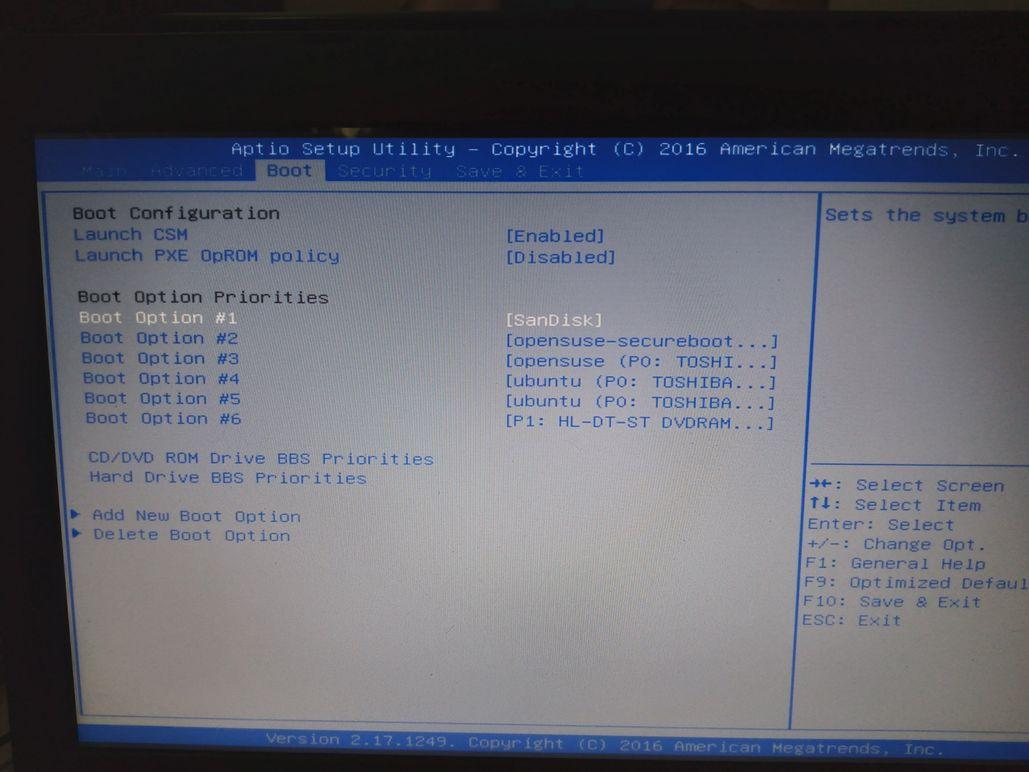 Aptio Setup Utility – Copyright (C) 2016 American Megatrends, Inc.
Main Advanced Boot Security Save & Exit
Boot Configuration
Launch CSM [Enabled]
Launch PXE OpROM policy [Disabled]
Boot Option Priorities
Boot Option #1 [SanDisk]
Boot Option #2 [opensuse-secureboot...]
Boot Option #3 [opensuse (P0: TOSHI...]
Boot Option #4 [ubuntu (P0: TOSHIBA...]
Boot Option #5 [ubuntu (P0: TOSHIBA...]
Boot Option #6 [P1: HL-DT-ST DVDRAM...]
CD/DVD ROM Drive BBS Priorities
Hard Drive BBS Priorities
▶ Add New Boot Option
▶ Delete Boot Option
Sets the system b
→←: Select Screen
↑↓: Select Item
Enter: Select
+/-: Change Opt.
F1: General Help
F9: Optimized Defaul
F10: Save & Exit
ESC: Exit
Version 2.17.1249. Copyright (C) 2016 American Megatrends, Inc.